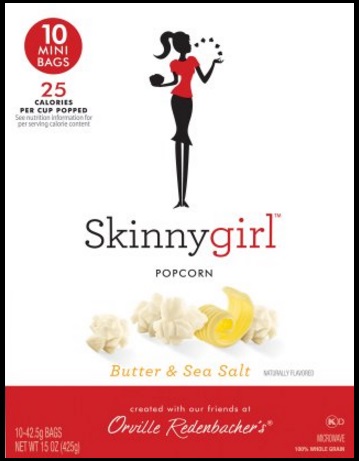 10
MINI
BAGS
25
CALORIES
PER CUP POPPED
See nutrition information for
per serving calorie content
Skinnygirl™
POPCORN
Butter & Sea Salt
NATURALLY FLAVORED
created with our friends at
Orville Redenbacher's®
10-42.5g BAGS
NET WT 15 OZ (425g)
K D
MICROWAVE
100% WHOLE GRAIN